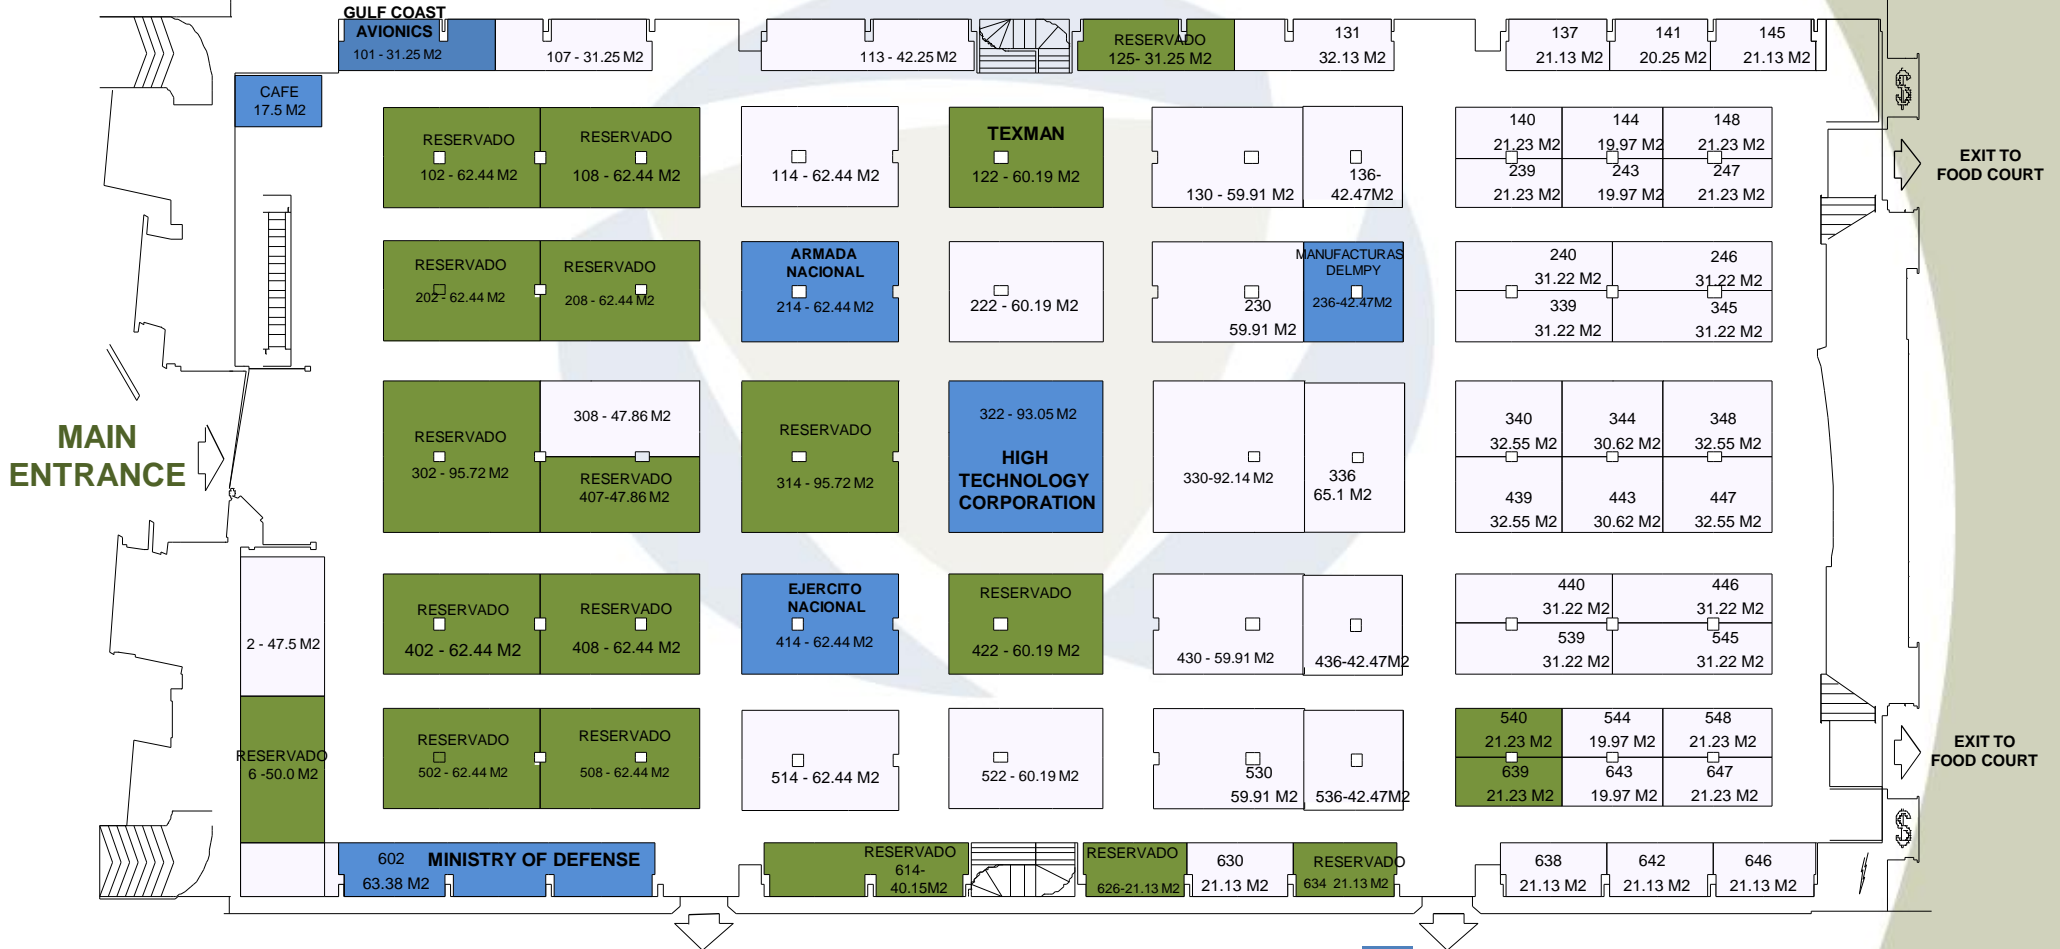 GULF COAST
AVIONICS
101 - 31.25 M2
107 - 31.25 M2
113 - 42.25 M2
RESERVADO
125- 31.25 M2
131
32.13 M2
137
21.13 M2
141
20.25 M2
145
21.13 M2
CAFE
17.5 M2
RESERVADO
102 - 62.44 M2
RESERVADO
108 - 62.44 M2
114 - 62.44 M2
TEXMAN
122 - 60.19 M2
130 - 59.91 M2
136-
42.47M2
140
21.23 M2
144
19.97 M2
148
21.23 M2
239
21.23 M2
243
19.97 M2
247
21.23 M2
EXIT TO
FOOD COURT
RESERVADO
202 - 62.44 M2
RESERVADO
208 - 62.44 M2
ARMADA
NACIONAL
214 - 62.44 M2
222 - 60.19 M2
230
59.91 M2
MANUFACTURAS
DELMPY
236-42.47M2
240
31.22 M2
246
31.22 M2
339
31.22 M2
345
31.22 M2
MAIN
ENTRANCE
RESERVADO
302 - 95.72 M2
308 - 47.86 M2
RESERVADO
407-47.86 M2
RESERVADO
314 - 95.72 M2
322 - 93.05 M2
HIGH
TECHNOLOGY
CORPORATION
330-92.14 M2
336
65.1 M2
340
32.55 M2
344
30.62 M2
348
32.55 M2
439
32.55 M2
443
30.62 M2
447
32.55 M2
2 - 47.5 M2
RESERVADO
402 - 62.44 M2
RESERVADO
408 - 62.44 M2
EJERCITO
NACIONAL
414 - 62.44 M2
RESERVADO
422 - 60.19 M2
430 - 59.91 M2
436-42.47M2
440
31.22 M2
446
31.22 M2
539
31.22 M2
545
31.22 M2
RESERVADO
6 -50.0 M2
RESERVADO
502 - 62.44 M2
RESERVADO
508 - 62.44 M2
514 - 62.44 M2
522 - 60.19 M2
530
59.91 M2
536-42.47M2
540
21.23 M2
544
19.97 M2
548
21.23 M2
639
21.23 M2
643
19.97 M2
647
21.23 M2
EXIT TO
FOOD COURT
602
63.38 M2
MINISTRY OF DEFENSE
RESERVADO
614-
40.15M2
RESERVADO
626-21.13 M2
630
21.13 M2
RESERVADO
634 21.13 M2
638
21.13 M2
642
21.13 M2
646
21.13 M2
$
$